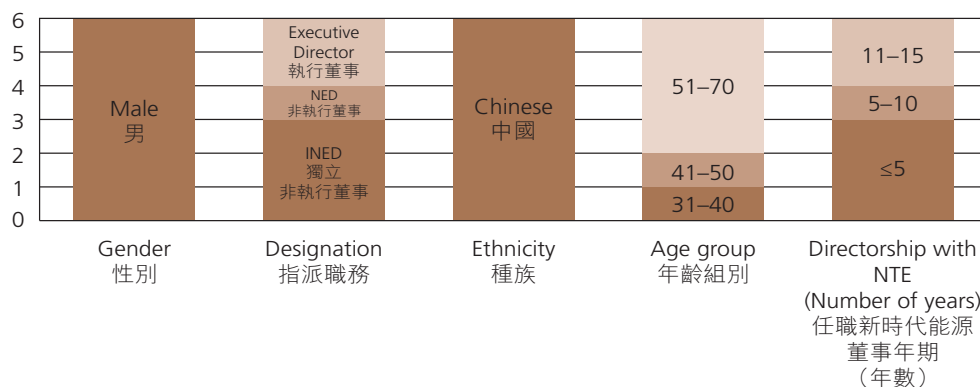 6
5
4
3
2
1
0
Male
男
Executive
Director
執行董事
NED
非執行董事
INED
獨立
非執行董事
Chinese
中國
51–70
41–50
31–40
11–15
5–10
≤5
Gender
性別
Designation
指派職務
Ethnicity
種族
Age group
年齡組別
Directorship with
NTE
(Number of years)
任職新時代能源
董事年期
（年數）